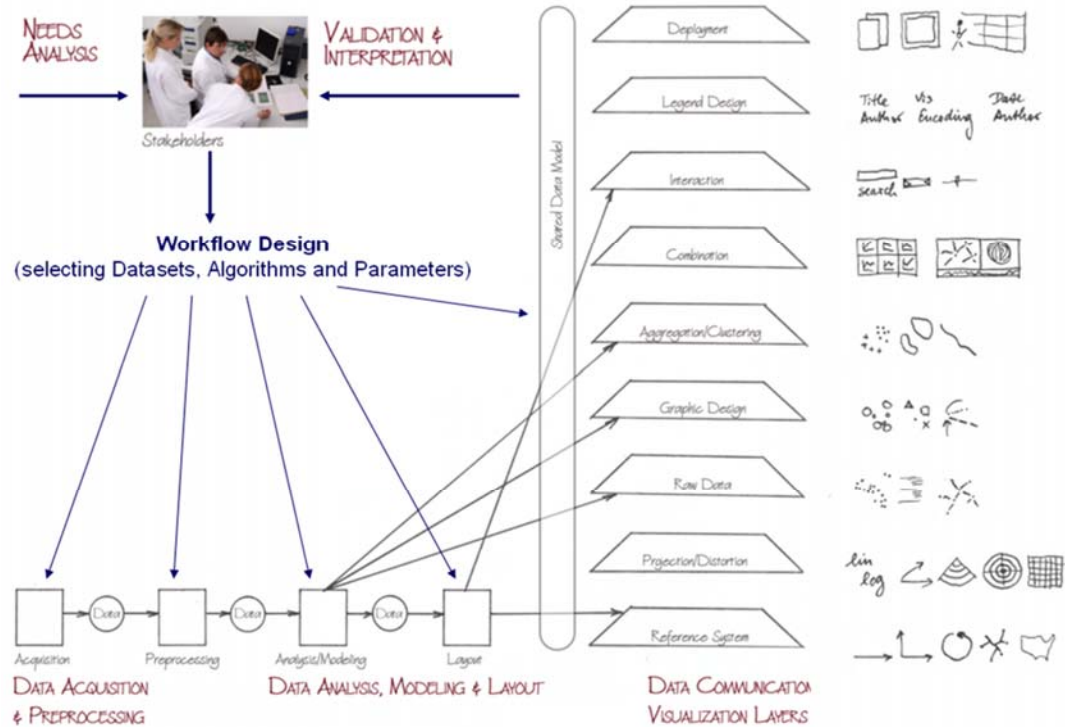 NEEDS
ANALYSIS
VALIDATION &
INTERPRETATION
Stakeholders
Workflow Design
(selecting Datasets, Algorithms and Parameters)
Shared Data Model
Deployment
Legend Design
Interaction
Combination
Aggregation/Clustering
Graphic Design
Raw Data
Projection/Distortion
Reference System
Title
Author
Vis
Encoding
Date
Author
search
lin
log
Data
Data
Data
Acquisition
Preprocessing
Analysis/Modeling
Layout
DATA ACQUISITION
& PREPROCESSING
DATA ANALYSIS, MODELING & LAYOUT
DATA COMMUNICATION
VISUALIZATION LAYERS